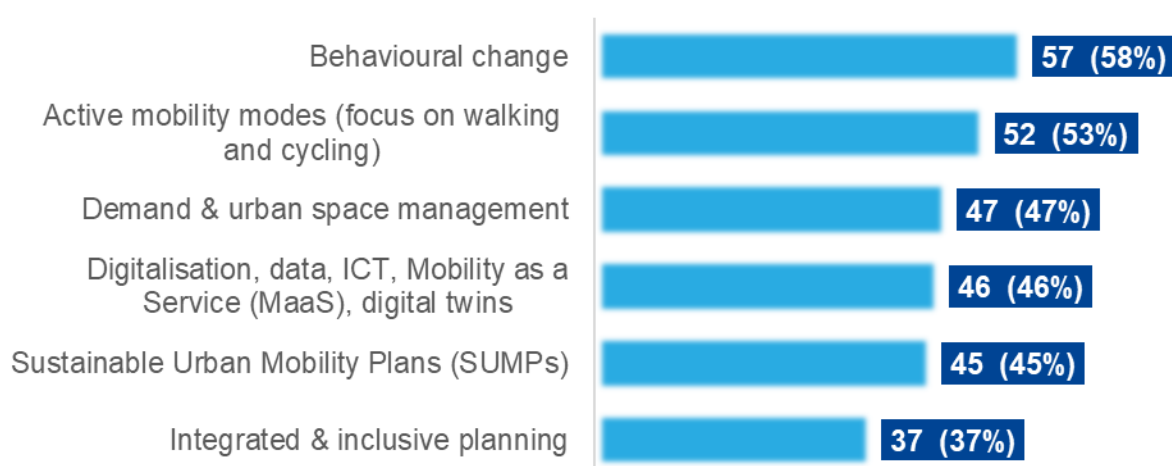 Behavioural change
57 (58%)
Active mobility modes (focus on walking
and cycling)
52 (53%)
Demand & urban space management
47 (47%)
Digitalisation, data, ICT, Mobility as a
Service (MaaS), digital twins
46 (46%)
Sustainable Urban Mobility Plans (SUMPs)
45 (45%)
Integrated & inclusive planning
37 (37%)